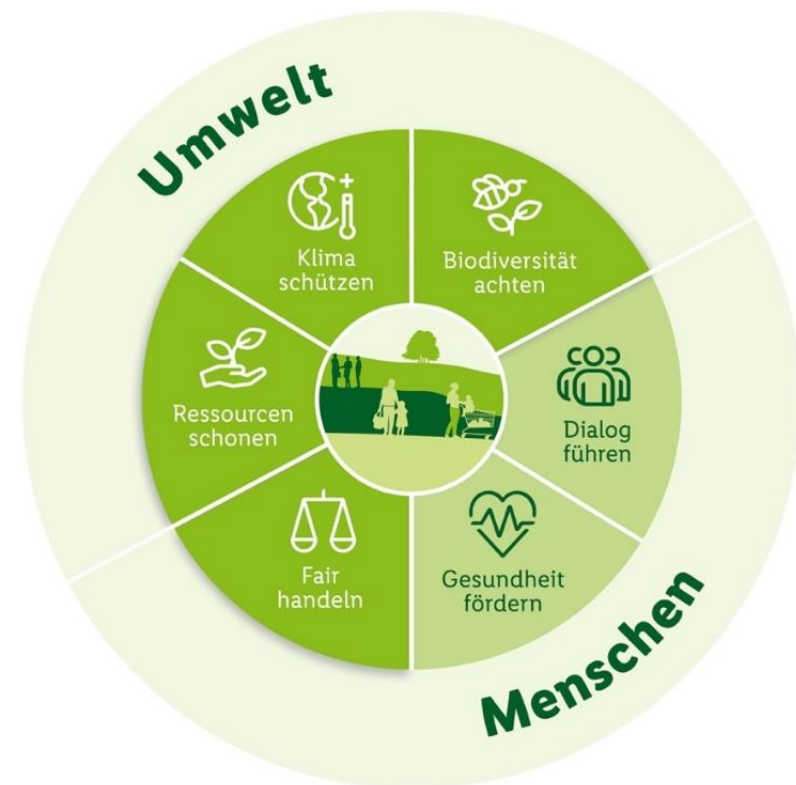 Umwelt
Klima
schützen
Biodiversität
achten
Ressourcen
schonen
Dialog
führen
Fair
handeln
Gesundheit
fördern
Menschen